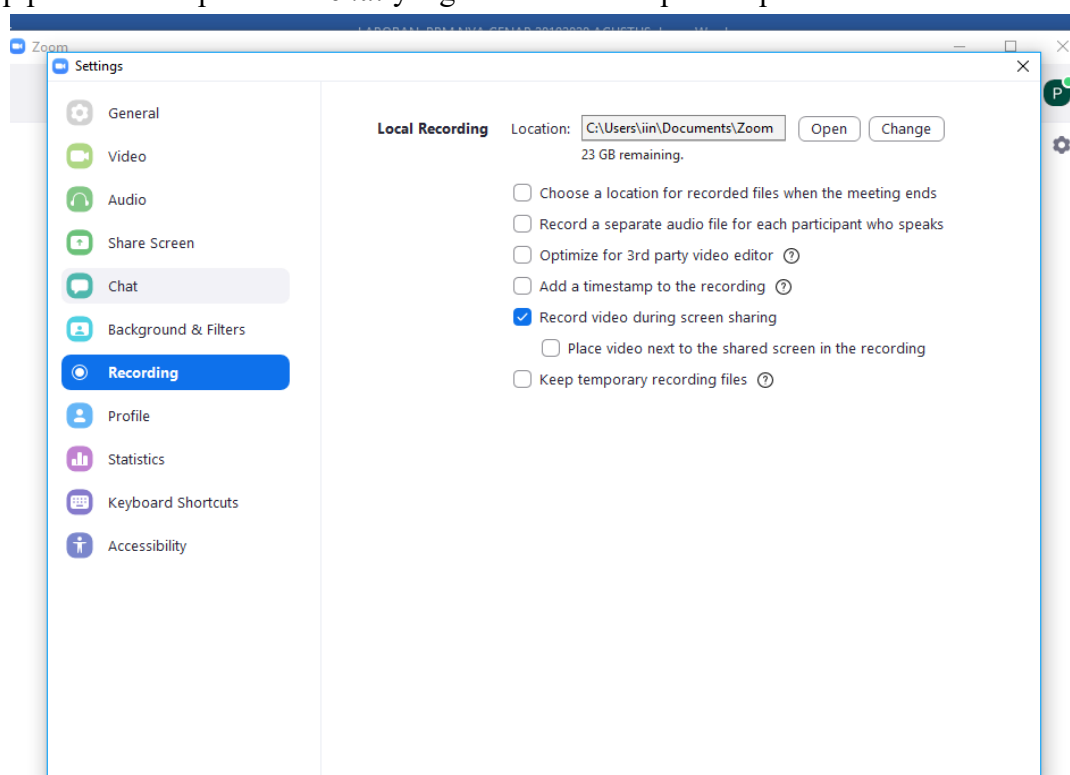 Zoom
Settings
General
Video
Audio
Share Screen
Chat
Background & Filters
Recording
Profile
Statistics
Keyboard Shortcuts
Accessibility
Local Recording Location: C:\Users\iin\Documents\Zoom Open Change
23 GB remaining.
Choose a location for recorded files when the meeting ends
Record a separate audio file for each participant who speaks
Optimize for 3rd party video editor ?
Add a timestamp to the recording ?
Record video during screen sharing
Place video next to the shared screen in the recording
Keep temporary recording files ?
P